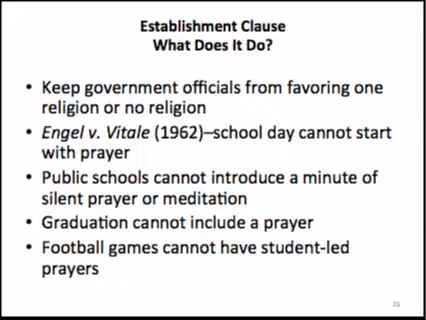 Establishment Clause
What Does It Do?
• Keep government officials from favoring one
religion or no religion
• Engel v. Vitale (1962)–school day cannot start
with prayer
• Public schools cannot introduce a minute of
silent prayer or meditation
• Graduation cannot include a prayer
• Football games cannot have student-led
prayers